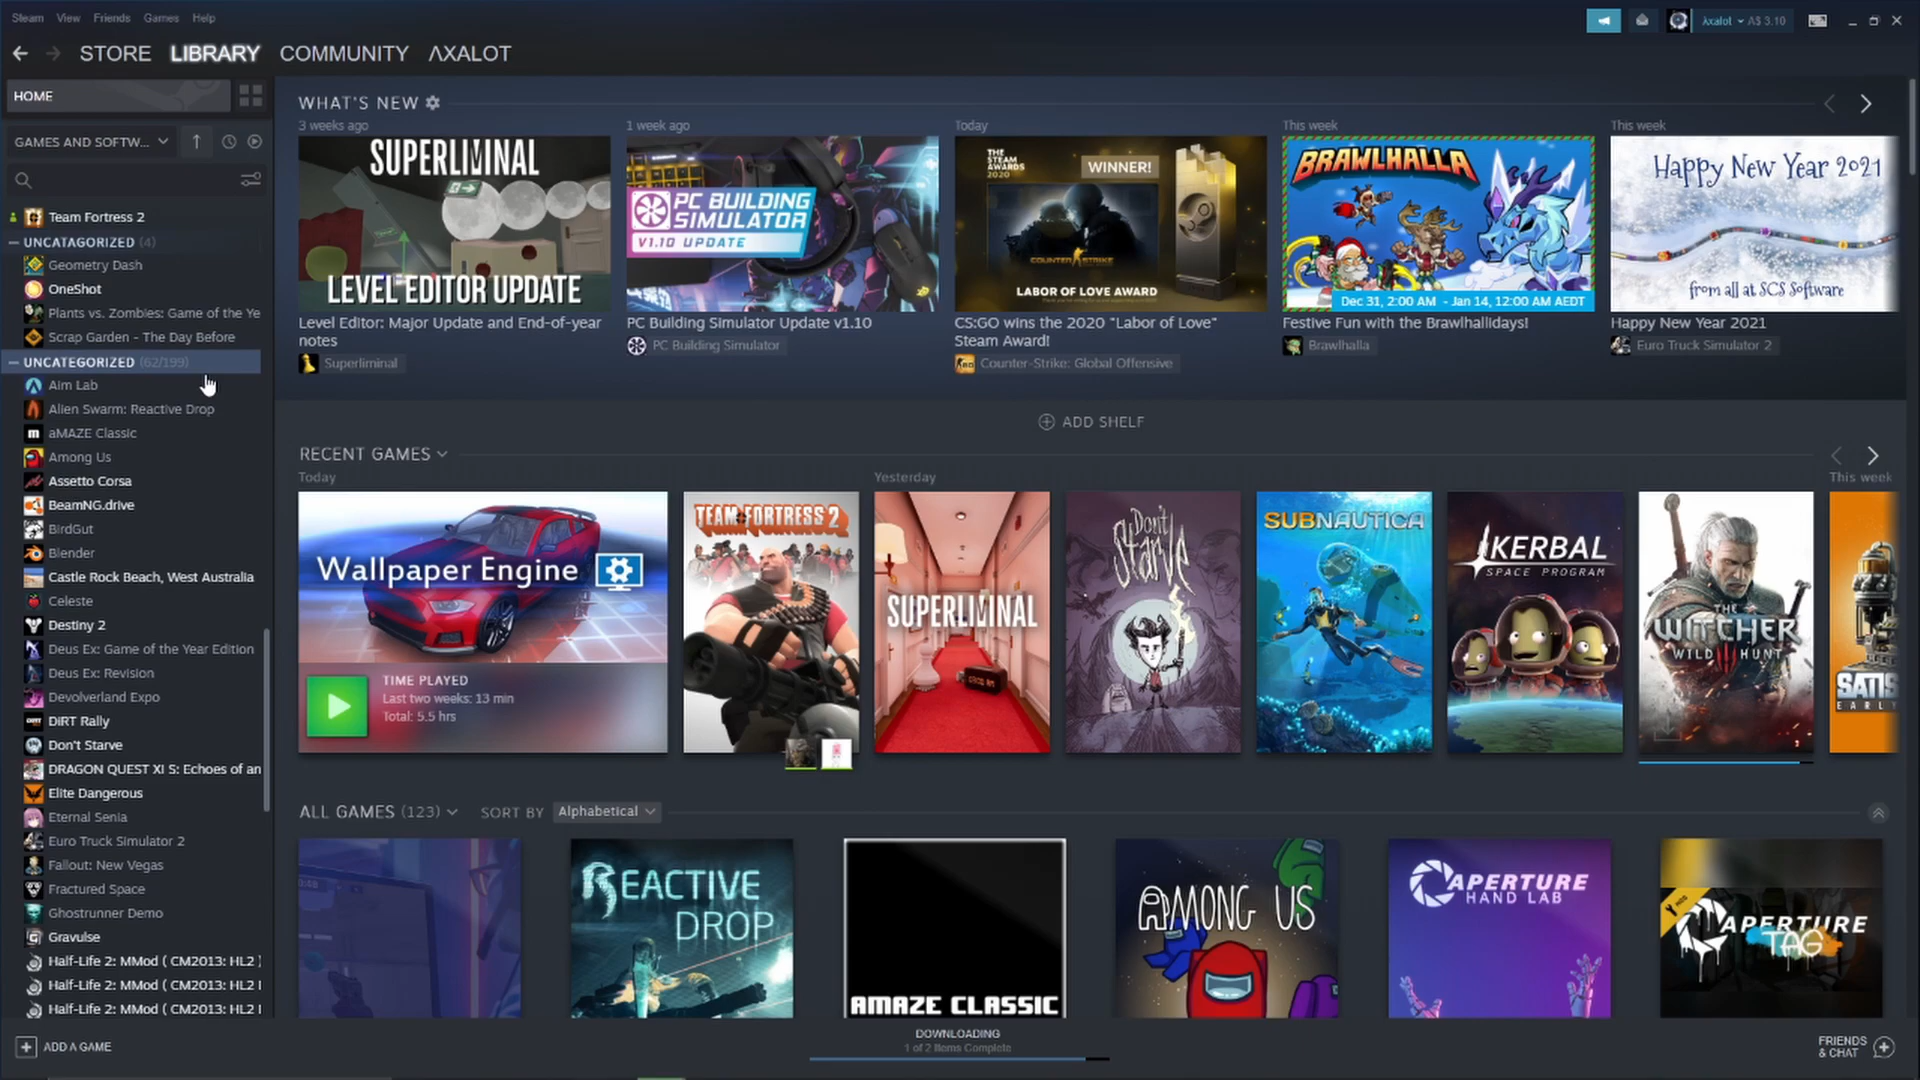 Steam View Friends Games Help
Λxalot A$ 3.10
STORE LIBRARY COMMUNITY ΛXALOT
HOME
GAMES AND SOFTW...
Team Fortress 2
UNCATAGORIZED (4)
Geometry Dash
OneShot
Plants vs. Zombies: Game of the Ye
Scrap Garden - The Day Before
UNCATEGORIZED (62/199)
Aim Lab
Alien Swarm: Reactive Drop
aMAZE Classic
Among Us
Assetto Corsa
BeamNG.drive
BirdGut
Blender
Castle Rock Beach, West Australia
Celeste
Destiny 2
Deus Ex: Game of the Year Edition
Deus Ex: Revision
Devolverland Expo
DiRT Rally
Don't Starve
DRAGON QUEST XI S: Echoes of an
Elite Dangerous
Eternal Senia
Euro Truck Simulator 2
Fallout: New Vegas
Fractured Space
Ghostrunner Demo
Gravulse
Half-Life 2: MMod ( CM2013: HL2 )
Half-Life 2: MMod ( CM2013: HL2 I
Half-Life 2: MMod ( CM2013: HL2 I
ADD A GAME
WHAT'S NEW
3 weeks ago
SUPERLIMINAL
LEVEL EDITOR UPDATE
Level Editor: Major Update and End-of-year
notes
Superliminal
1 week ago
PC BUILDING
SIMULATOR
V1.10 UPDATE
PC Building Simulator Update v1.10
PC Building Simulator
Today
THE
STEAM
AWARDS
2020
WINNER!
COUNTER STRIKE
LABOR OF LOVE AWARD
CS:GO wins the 2020 "Labor of Love"
Steam Award!
Counter-Strike: Global Offensive
This week
BRAWLHALLA
Dec 31, 2:00 AM - Jan 14, 12:00 AM AEDT
Festive Fun with the Brawlhallidays!
Brawlhalla
This week
Happy New Year 2021
from all at SCS Software
Happy New Year 2021
Euro Truck Simulator 2
ADD SHELF
RECENT GAMES
Today
Wallpaper Engine
TIME PLAYED
Last two weeks: 13 min
Total: 5.5 hrs
TEAM FORTRESS 2
Yesterday
SUPERLIMINAL
Don't
Starve
SUBNAUTICA
KERBAL
SPACE PROGRAM
THE
WITCHER
WILD HUNT
This week
SATIS
EARLY
ALL GAMES (123) SORT BY Alphabetical
REACTIVE
DROP
AMAZE CLASSIC
AMONG US
APERTURE
HAND LAB
MOD
APERTURE
TAG
DOWNLOADING
1 of 2 Items Complete
FRIENDS
& CHAT